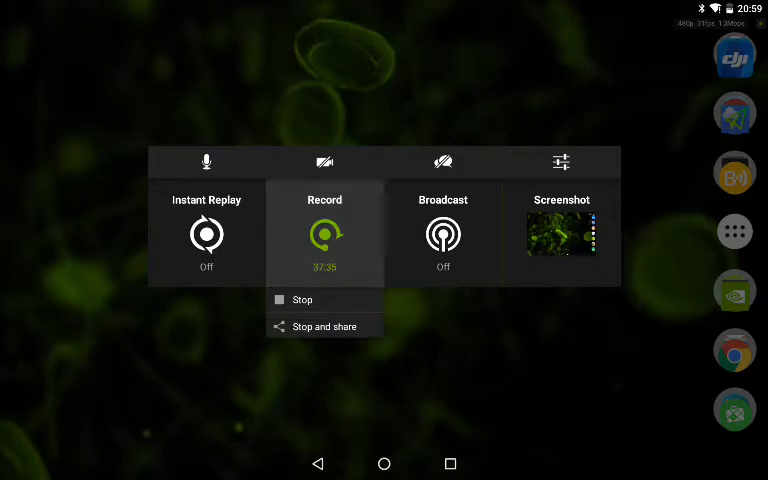 20:59
480p 31fps 1.3Mbps
dji
Instant Replay
Record
Broadcast
Screenshot
Off
37:35
Off
Stop
Stop and share